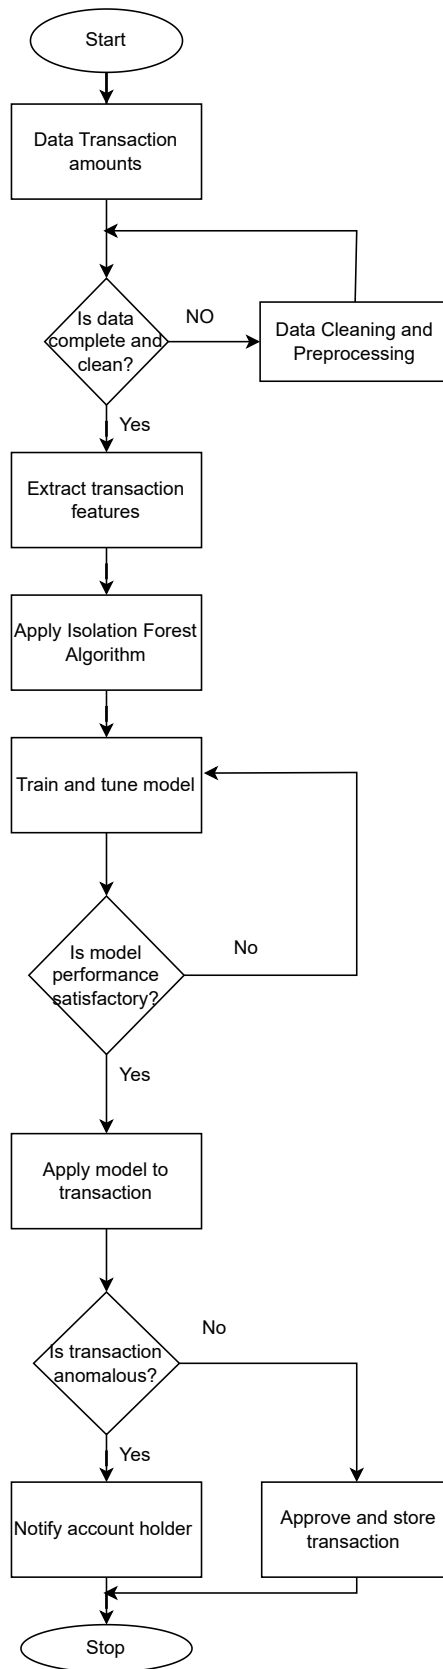 Start
Data Transaction
amounts
Is data
complete and
clean?
NO
Data Cleaning and
Preprocessing
Yes
Extract transaction
features
Apply Isolation Forest
Algorithm
Train and tune model
Is model
performance
satisfactory?
No
Yes
Apply model to
transaction
Is transaction
anomalous?
No
Yes
Notify account holder
Approve and store
transaction
Stop